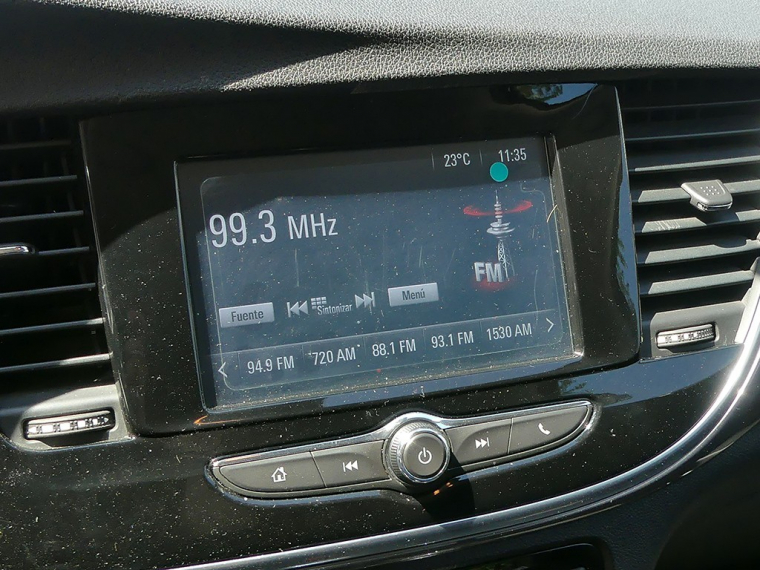 23°C 11:35
99.3 MHz
FM
Fuente Sintonizar Menú
94.9 FM 720 AM 88.1 FM 93.1 FM 1530 AM